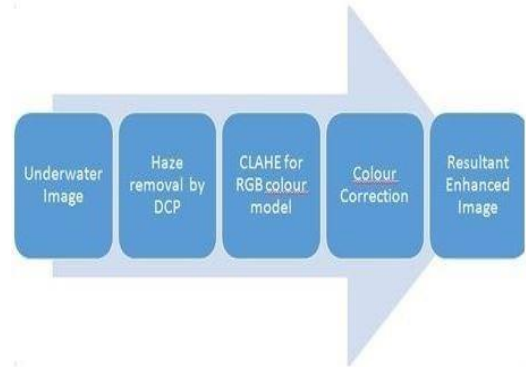 Underwater
Image
Haze
removal by
DCP
CLAHE for
RGB colour
model
Colour
Correction
Resultant
Enhanced
Image